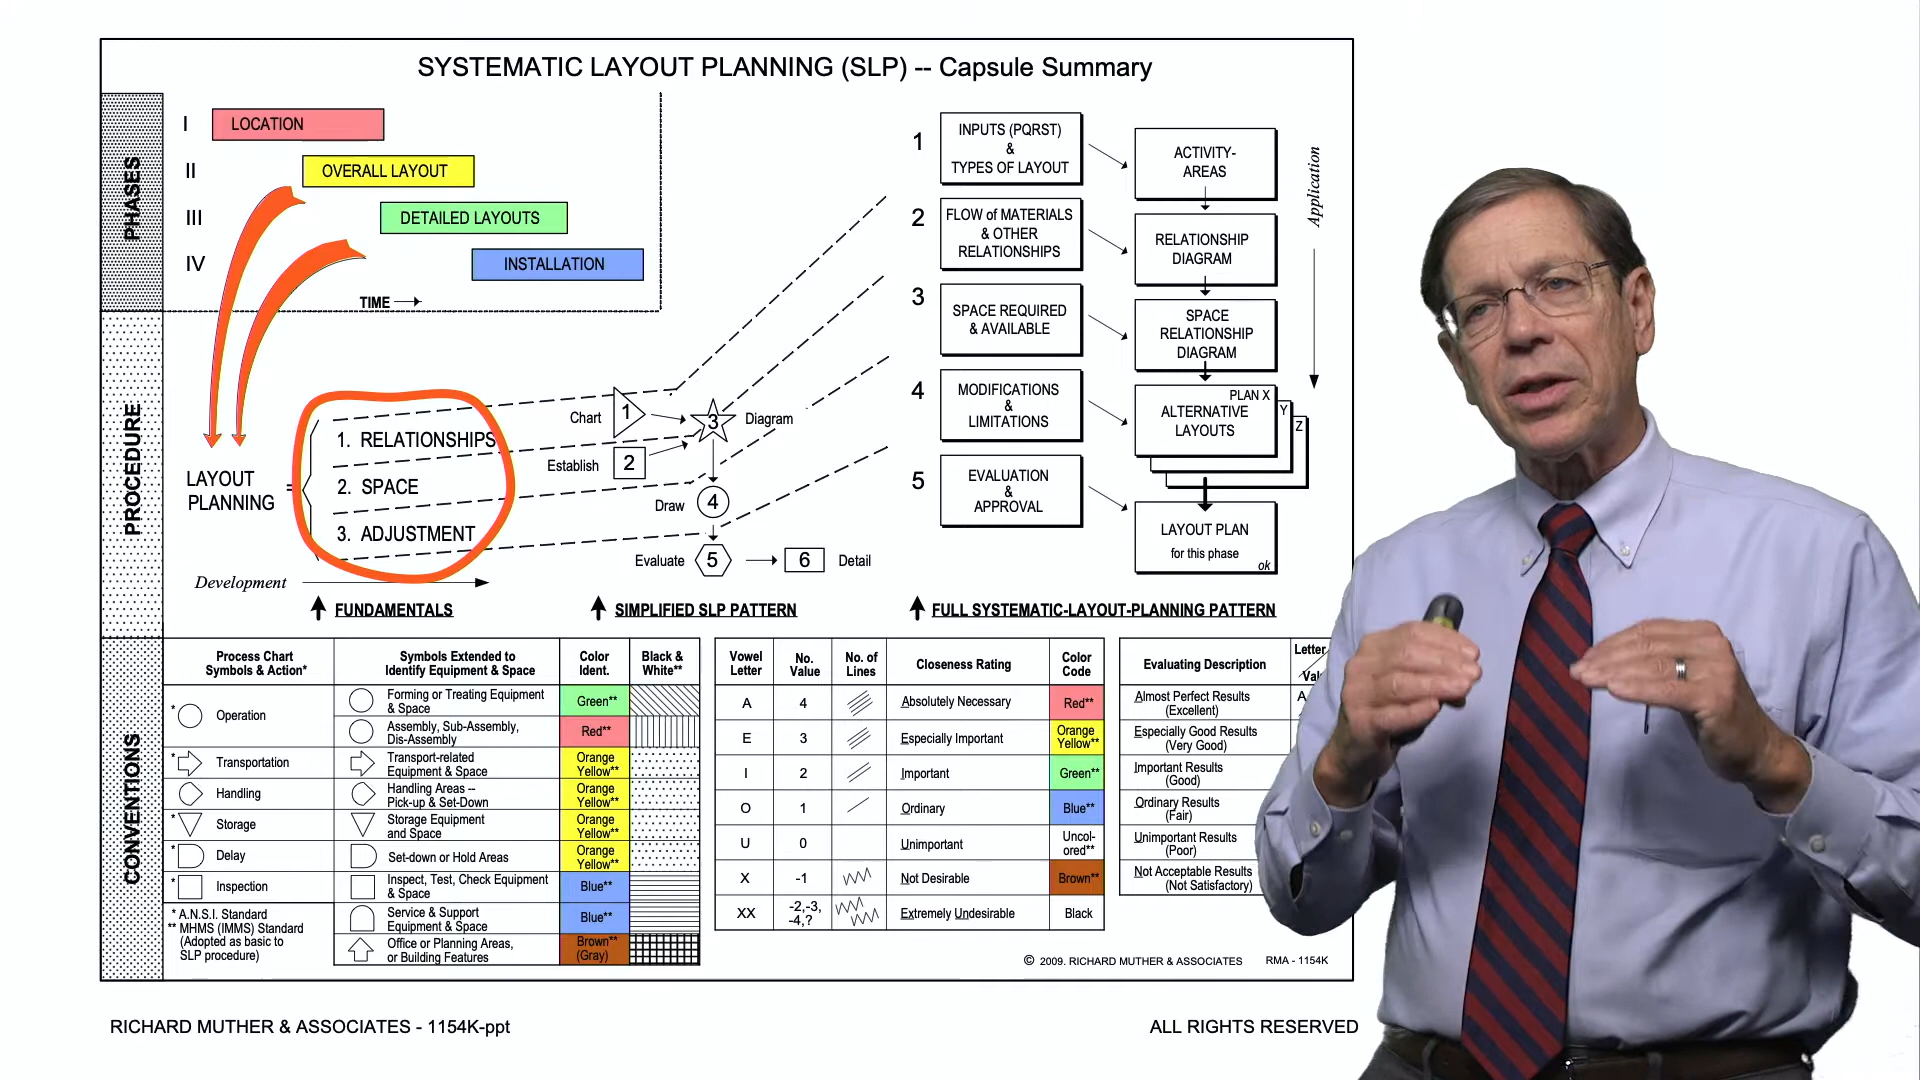 SYSTEMATIC LAYOUT PLANNING (SLP) -- Capsule Summary
PHASES
I LOCATION
II OVERALL LAYOUT
III DETAILED LAYOUTS
IV INSTALLATION
TIME
PROCEDURE
LAYOUT
PLANNING
=
1. RELATIONSHIPS
2. SPACE
3. ADJUSTMENT
Development
FUNDAMENTALS
Chart 1
3 Diagram
Establish 2
Draw 4
Evaluate 5
6 Detail
SIMPLIFIED SLP PATTERN
1
INPUTS (PQRST)
&
TYPES OF LAYOUT
ACTIVITY-
AREAS
2
FLOW of MATERIALS
& OTHER
RELATIONSHIPS
RELATIONSHIP
DIAGRAM
3
SPACE REQUIRED
& AVAILABLE
SPACE
RELATIONSHIP
DIAGRAM
4
MODIFICATIONS
&
LIMITATIONS
PLAN X
ALTERNATIVE
LAYOUTS
Y
Z
5
EVALUATION
&
APPROVAL
LAYOUT PLAN
for this phase
ok
Application
FULL SYSTEMATIC-LAYOUT-PLANNING PATTERN
CONVENTIONS
Process Chart
Symbols & Action*
Symbols Extended to
Identify Equipment & Space
Color
Ident.
Black &
White**
* Operation
Forming or Treating Equipment
& Space
Green**
Assembly, Sub-Assembly,
Dis-Assembly
Red**
* Transportation
Transport-related
Equipment & Space
Orange
Yellow**
Handling
Handling Areas --
Pick-up & Set-Down
Orange
Yellow**
* Storage
Storage Equipment
and Space
Orange
Yellow**
* Delay
Set-down or Hold Areas
Orange
Yellow**
* Inspection
Inspect, Test, Check Equipment
& Space
Blue**
Service & Support
Equipment & Space
Blue**
Office or Planning Areas,
or Building Features
Brown**
(Gray)
* A.N.S.I. Standard
** MHMS (IMMS) Standard
(Adopted as basic to
SLP procedure)
Vowel
Letter
No.
Value
No. of
Lines
Closeness Rating
Color
Code
A 4 Absolutely Necessary Red**
E 3 Especially Important Orange
Yellow**
I 2 Important Green**
O 1 Ordinary Blue**
U 0 Unimportant Uncol-
ored**
X -1 Not Desirable Brown**
XX -2,-3,
-4,? Extremely Undesirable Black
Evaluating Description
Letter
Almost Perfect Results
(Excellent)
A
Especially Good Results
(Very Good)
Important Results
(Good)
Ordinary Results
(Fair)
Unimportant Results
(Poor)
Not Acceptable Results
(Not Satisfactory)
© 2009. RICHARD MUTHER & ASSOCIATES RMA - 1154K
RICHARD MUTHER & ASSOCIATES - 1154K-ppt
ALL RIGHTS RESERVED